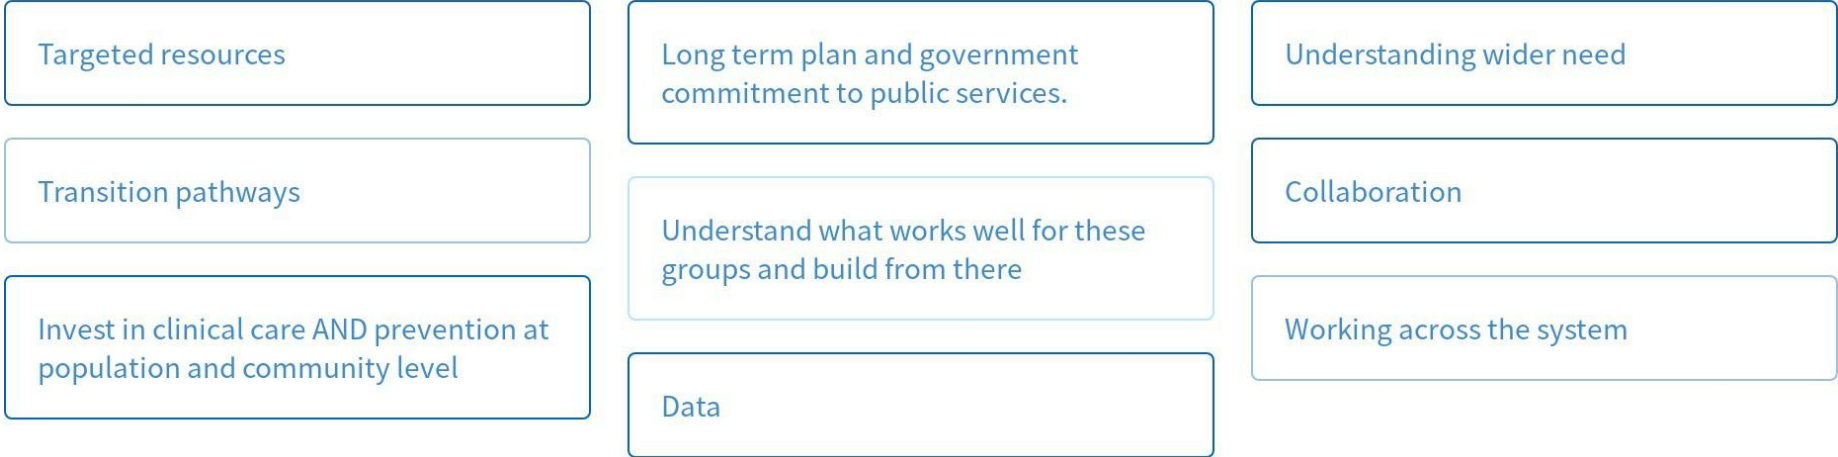 Targeted resources
Transition pathways
Invest in clinical care AND prevention at
population and community level
Long term plan and government
commitment to public services.
Understand what works well for these
groups and build from there
Data
Understanding wider need
Collaboration
Working across the system